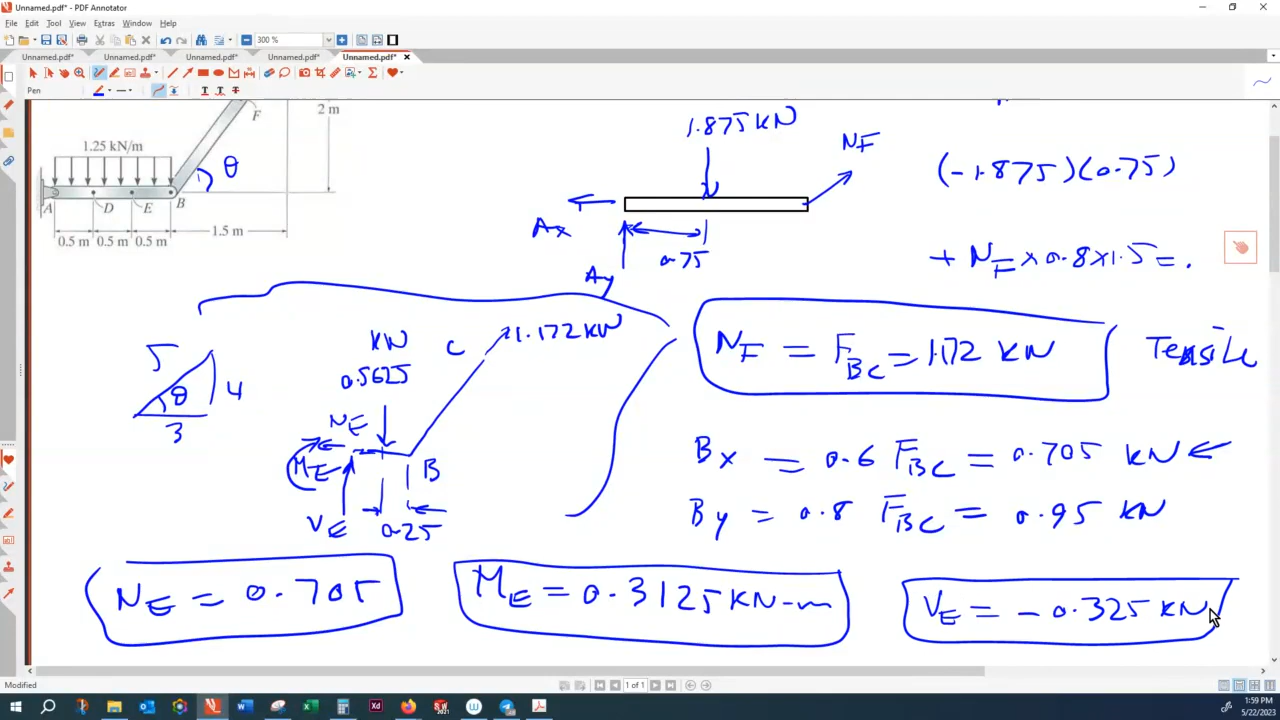 Unnamed.pdf* - PDF Annotator
File Edit Tool View Extras Window Help
300 %
Unnamed.pdf* Unnamed.pdf* Unnamed.pdf* Unnamed.pdf* Unnamed.pdf*
Pen
F
2 m
1.25 kN/m
θ
A D E B
0.5 m 0.5 m 0.5 m
1.5 m
1.875 KN
NF
Ax
0.75
Ay
(-1.875)(0.75)
+ NF x 0.8 x 1.5 = 0
5
θ
4
3
KN
0.5625
C
1.172 KN
NE
ME
B
VE
0.25
NF = FBC = 1.172 KN
Tensile
Bx = 0.6 FBC = 0.705 KN ←
By = 0.8 FBC = 0.95 KN
NE = 0.705
ME = 0.3125 KN-m
VE = - 0.325 KN
1 of 1
Modified
1:59 PM
5/22/2023